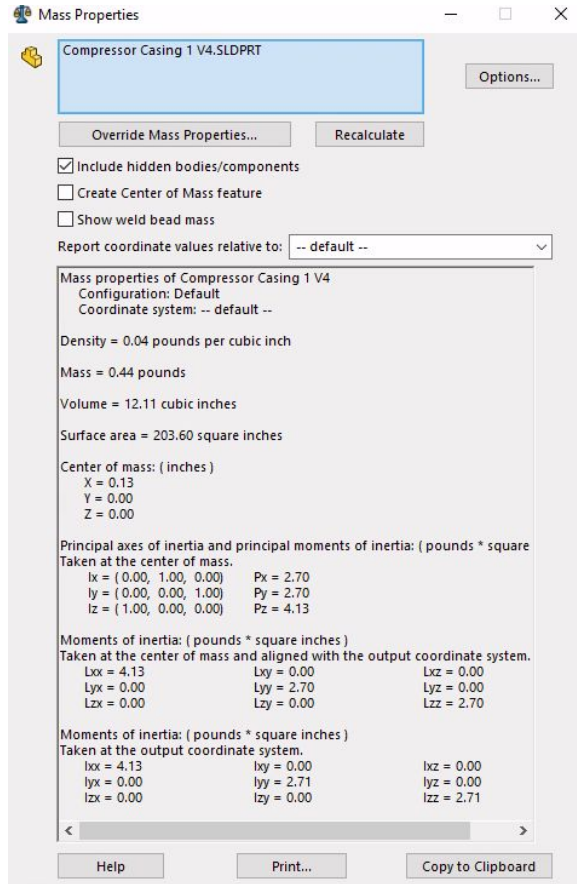 Mass Properties
Compressor Casing 1 V4.SLDPRT
Options...
Override Mass Properties...
Recalculate
Include hidden bodies/components
Create Center of Mass feature
Show weld bead mass
Report coordinate values relative to: -- default --
Mass properties of Compressor Casing 1 V4
Configuration: Default
Coordinate system: -- default --
Density = 0.04 pounds per cubic inch
Mass = 0.44 pounds
Volume = 12.11 cubic inches
Surface area = 203.60 square inches
Center of mass: ( inches )
X = 0.13
Y = 0.00
Z = 0.00
Principal axes of inertia and principal moments of inertia: ( pounds * square
Taken at the center of mass.
Ix = ( 0.00, 1.00, 0.00) Px = 2.70
Iy = ( 0.00, 0.00, 1.00) Py = 2.70
Iz = ( 1.00, 0.00, 0.00) Pz = 4.13
Moments of inertia: ( pounds * square inches )
Taken at the center of mass and aligned with the output coordinate system.
Lxx = 4.13 Lxy = 0.00 Lxz = 0.00
Lyx = 0.00 Lyy = 2.70 Lyz = 0.00
Lzx = 0.00 Lzy = 0.00 Lzz = 2.70
Moments of inertia: ( pounds * square inches )
Taken at the output coordinate system.
Ixx = 4.13 Ixy = 0.00 Ixz = 0.00
Iyx = 0.00 Iyy = 2.71 Iyz = 0.00
Izx = 0.00 Izy = 0.00 Izz = 2.71
Help Print... Copy to Clipboard